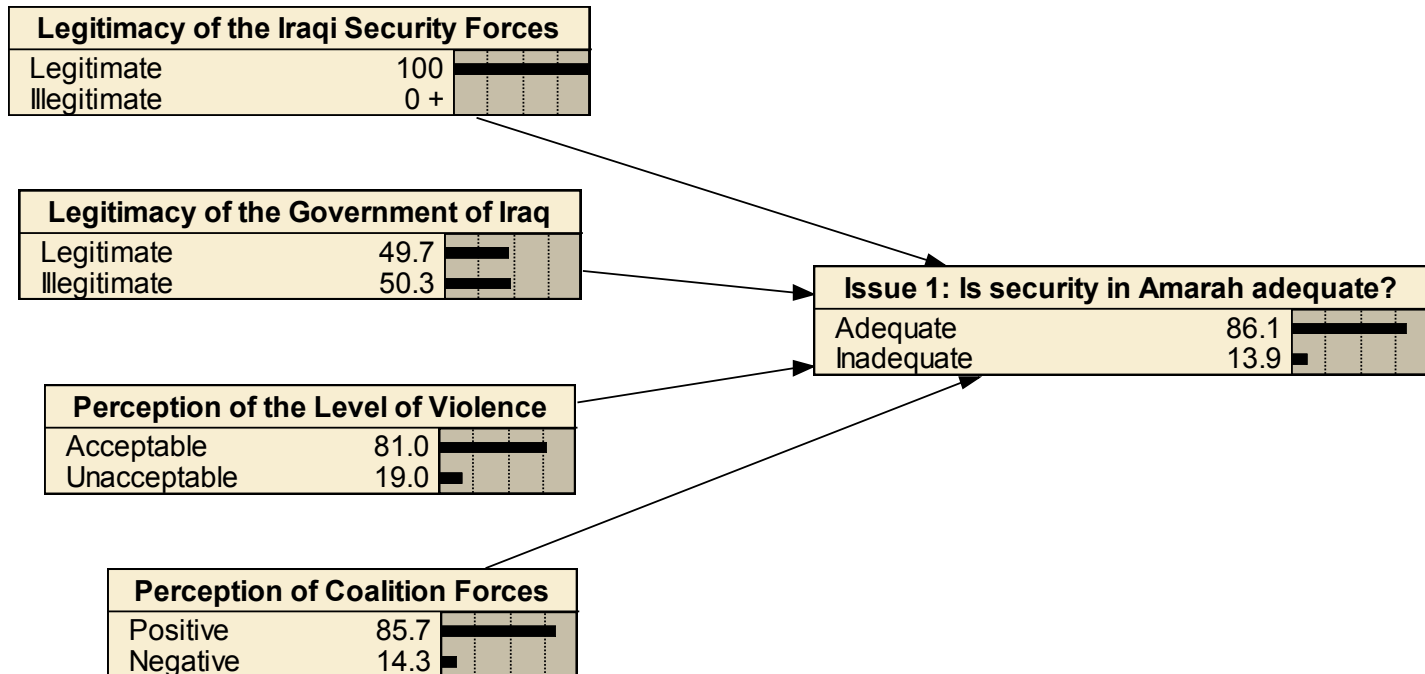 Legitimacy of the Iraqi Security Forces
Legitimate 100
Illegitimate 0 +
Legitimacy of the Government of Iraq
Legitimate 49.7
Illegitimate 50.3
Issue 1: Is security in Amarah adequate?
Adequate 86.1
Inadequate 13.9
Perception of the Level of Violence
Acceptable 81.0
Unacceptable 19.0
Perception of Coalition Forces
Positive 85.7
Negative 14.3